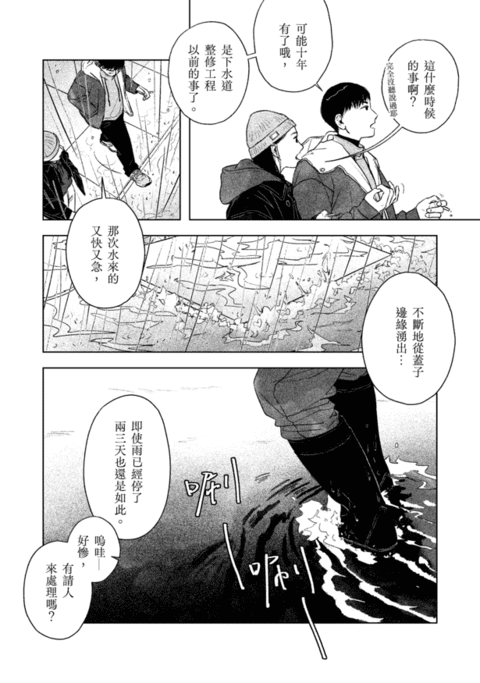 這什麼時候
的事啊？
完全沒聽說過耶
可能十年
有了哦，
是下水道
整修工程
以前的事了。
那次水來的
又快又急，
不斷地從蓋子
邊緣湧出…
即使雨已經停了
兩三天也還是如此。
唰
唰
嗚哇—
好慘，
有請人
來處理嗎？